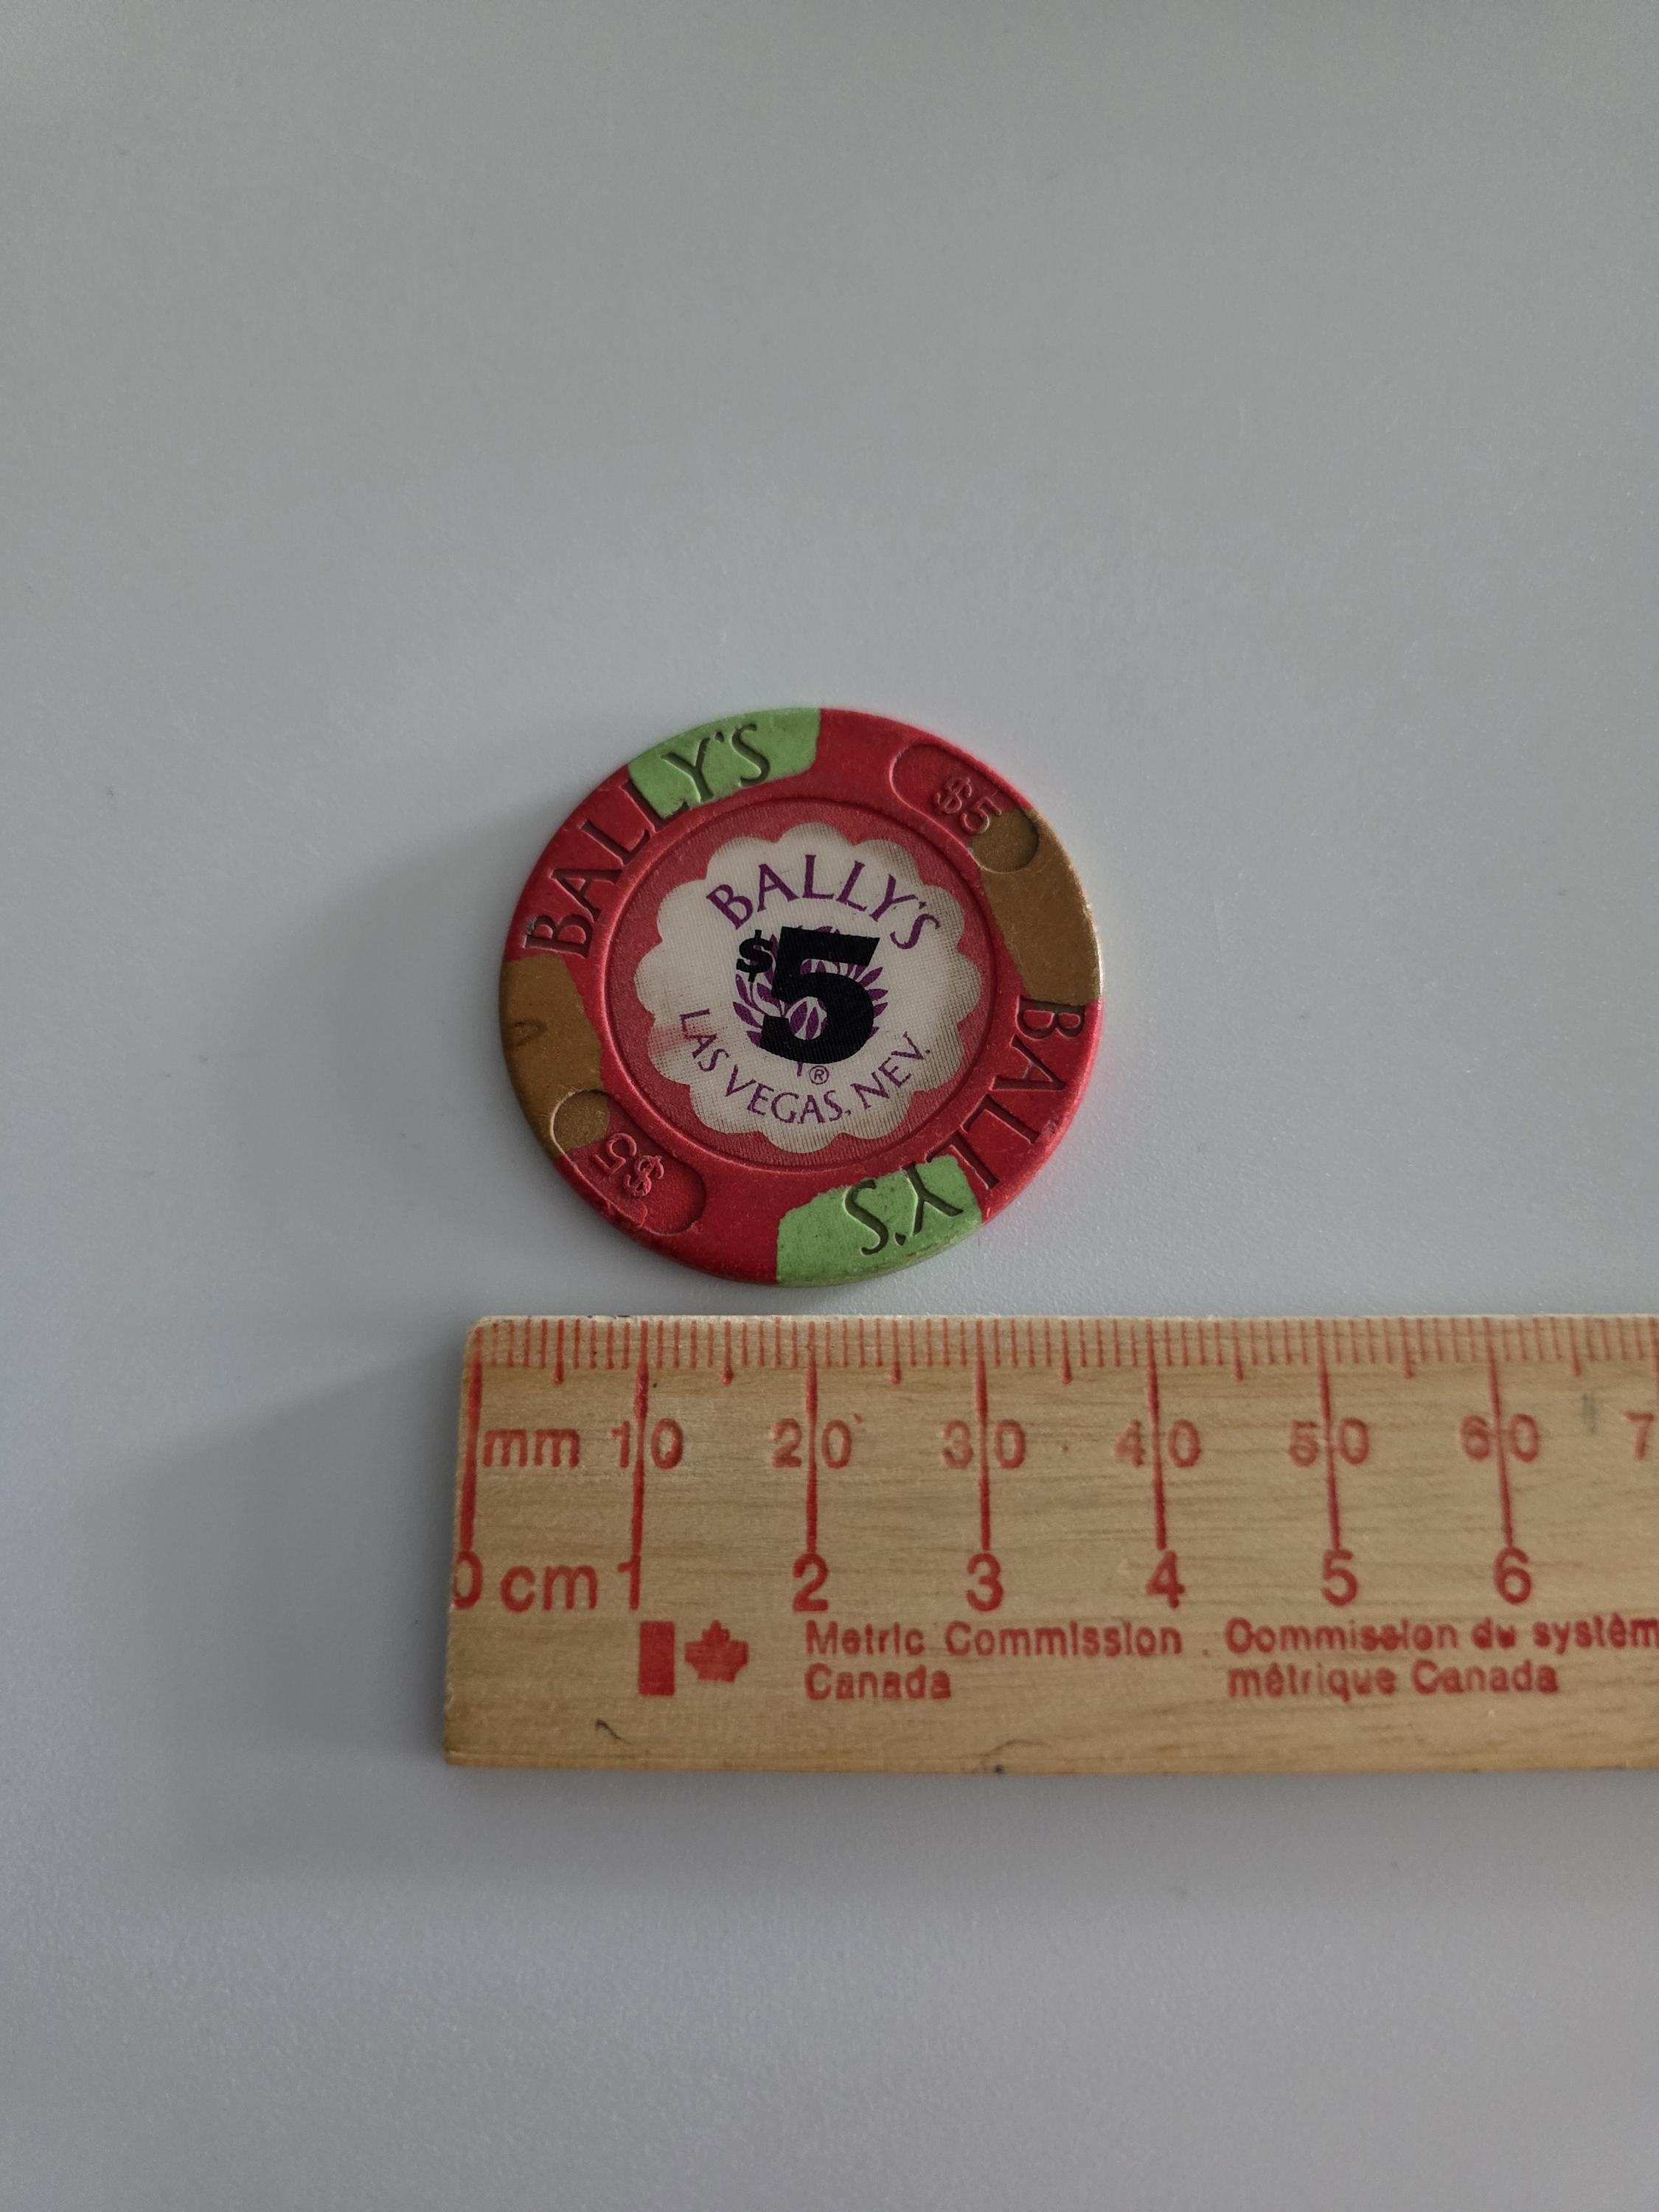 BALLY'S
$5
BALLY'S
$5
LAS VEGAS, NEV.
®
BALLY'S
$5
mm 10 20 30 40 50 60 7
0 cm 1 2 3 4 5 6
Metric Commission Commission du systèm
Canada métrique Canada